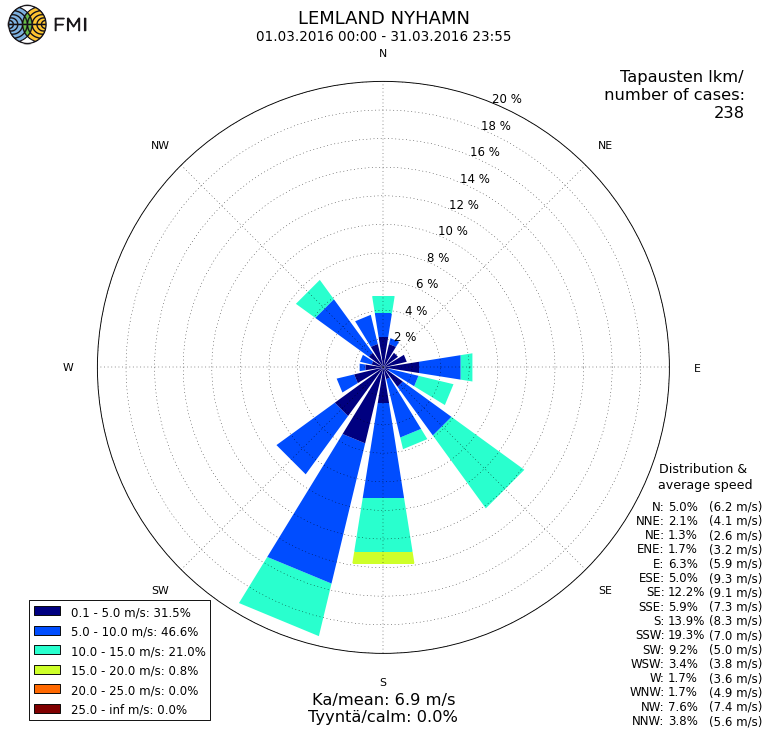 FMI
LEMLAND NYHAMN
01.03.2016 00:00 - 31.03.2016 23:55
N
Tapausten lkm/
number of cases:
238
20 %
18 %
16 %
14 %
12 %
10 %
8 %
6 %
4 %
2 %
NW
NE
W
E
SW
SE
S
Distribution &
average speed
N: 5.0% (6.2 m/s)
NNE: 2.1% (4.1 m/s)
NE: 1.3% (2.6 m/s)
ENE: 1.7% (3.2 m/s)
E: 6.3% (5.9 m/s)
ESE: 5.0% (9.3 m/s)
SE: 12.2% (9.1 m/s)
SSE: 5.9% (7.3 m/s)
S: 13.9% (8.3 m/s)
SSW: 19.3% (7.0 m/s)
SW: 9.2% (5.0 m/s)
WSW: 3.4% (3.8 m/s)
W: 1.7% (3.6 m/s)
WNW: 1.7% (4.9 m/s)
NW: 7.6% (7.4 m/s)
NNW: 3.8% (5.6 m/s)
0.1 - 5.0 m/s: 31.5%
5.0 - 10.0 m/s: 46.6%
10.0 - 15.0 m/s: 21.0%
15.0 - 20.0 m/s: 0.8%
20.0 - 25.0 m/s: 0.0%
25.0 - inf m/s: 0.0%
Ka/mean: 6.9 m/s
Tyyntä/calm: 0.0%